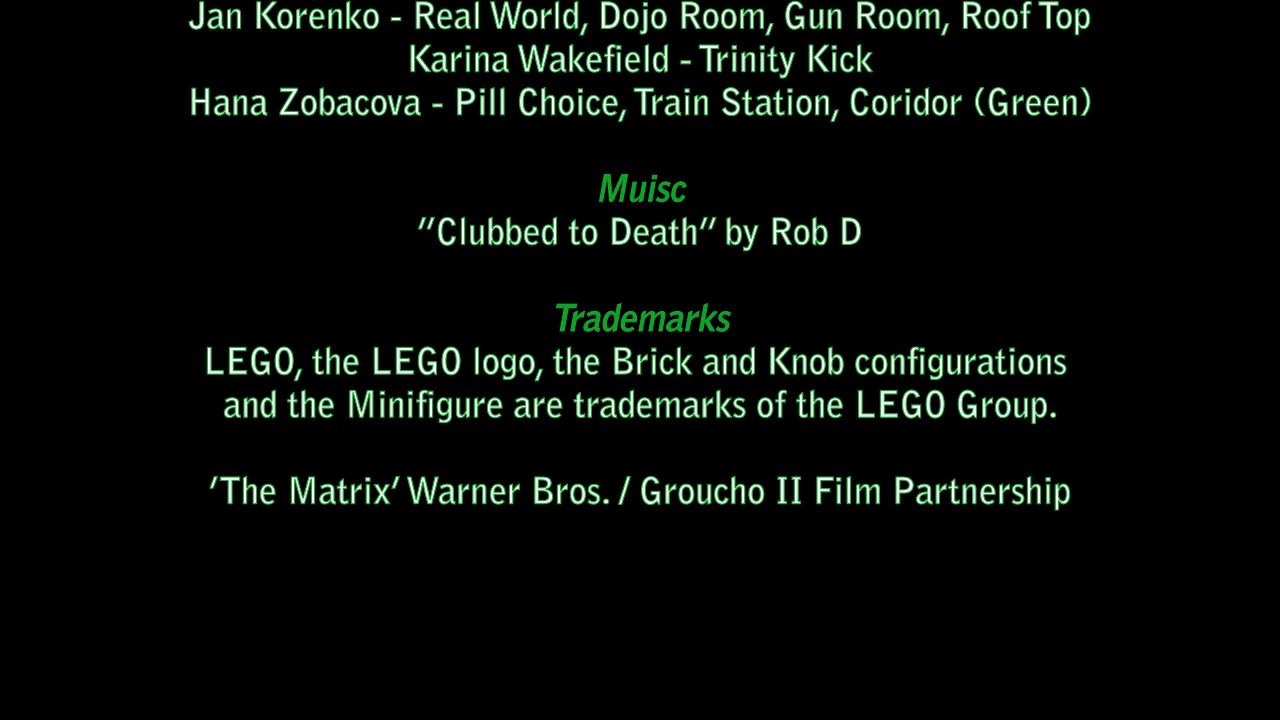 Jan Korenko - Real World, Dojo Room, Gun Room, Roof Top
Karina Wakefield - Trinity Kick
Hana Zobacova - Pill Choice, Train Station, Coridor (Green)
Muisc
"Clubbed to Death" by Rob D
Trademarks
LEGO, the LEGO logo, the Brick and Knob configurations
and the Minifigure are trademarks of the LEGO Group.
'The Matrix' Warner Bros. / Groucho II Film Partnership